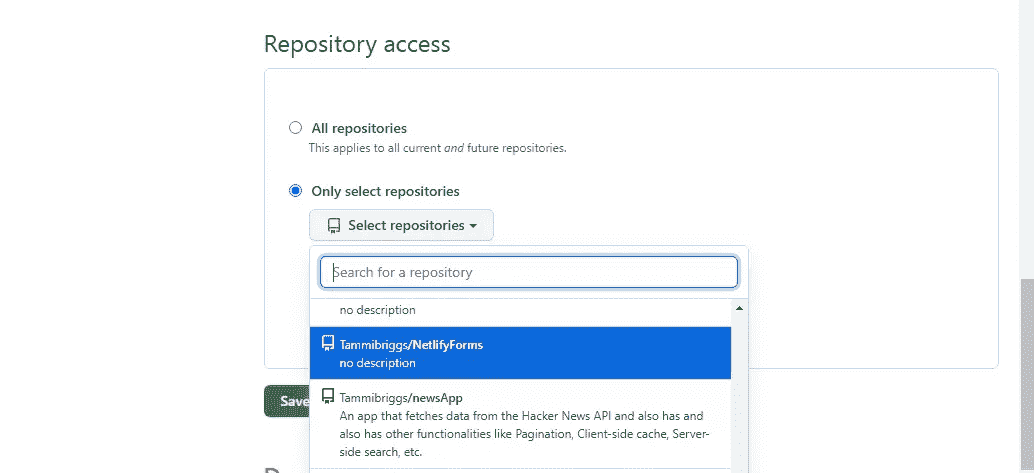 Repository access
All repositories
This applies to all current and future repositories.
Only select repositories
Select repositories
Search for a repository
no description
Tammibriggs/NetlifyForms
no description
Tammibriggs/newsApp
An app that fetches data from the Hacker News API and also has and
also has other functionalities like Pagination, Client-side cache, Server-
side search, etc.
Save